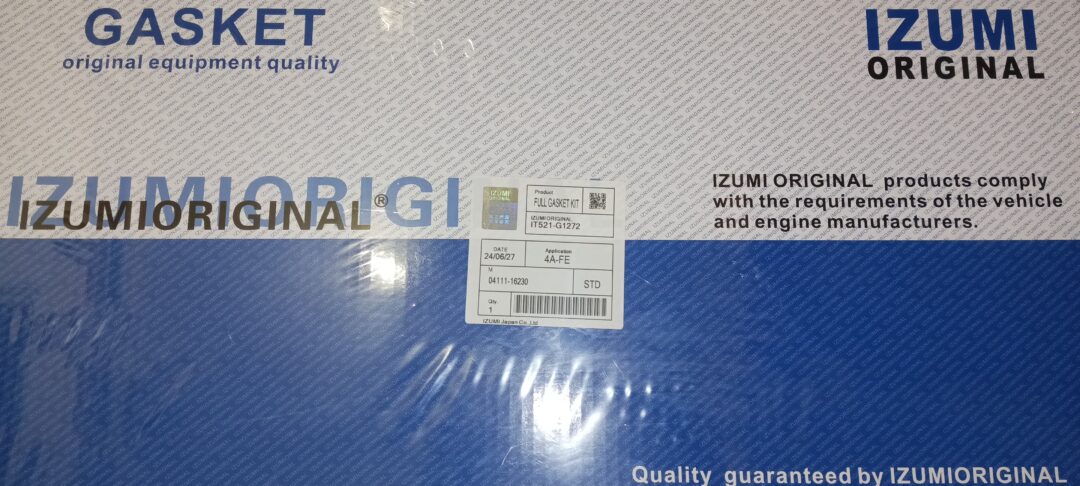 GASKET
original equipment quality
IZUMI
ORIGINAL
IZUMIORIGI
IZUMIORIGINAL®
IZUMI ORIGINAL products comply
with the requirements of the vehicle
and engine manufacturers.
IZUMI
Product
FULL GASKET KIT
IZUMIORIGINAL
IT521-G1272
DATE
24/06/27
Application
4A-FE
M
04111-16230
STD
Qty.
1
IZUMI Japan Co.,Ltd
Quality guaranteed by IZUMIORIGINAL